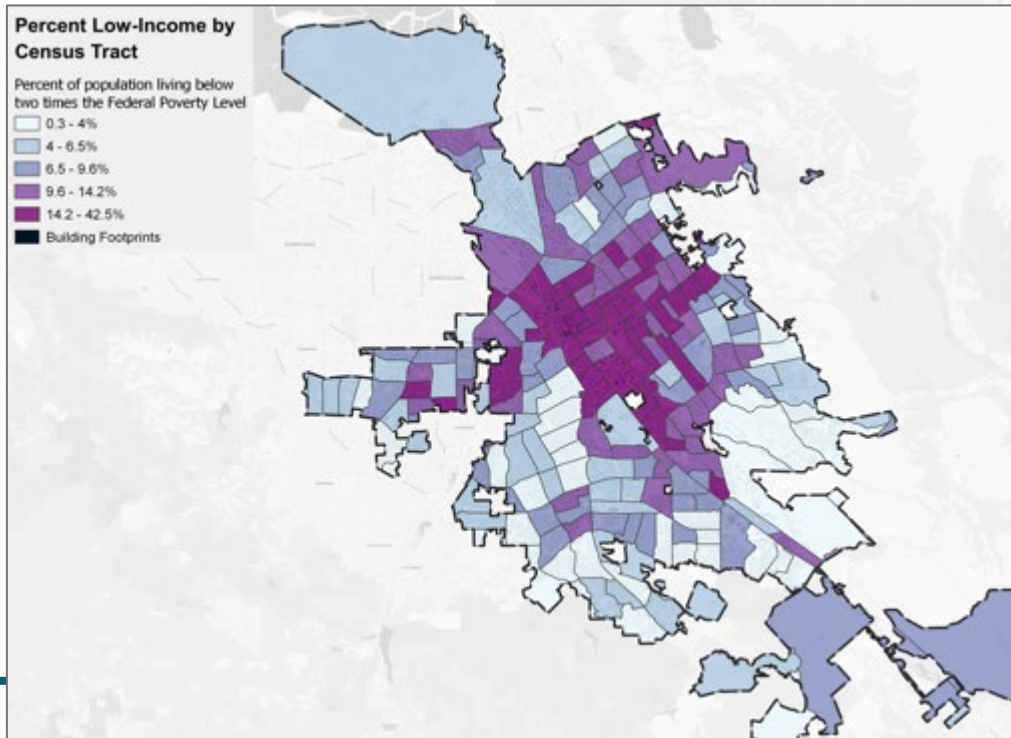 Percent Low-Income by
Census Tract
Percent of population living below
two times the Federal Poverty Level
0.3 - 4%
4 - 6.5%
6.5 - 9.6%
9.6 - 14.2%
14.2 - 42.5%
Building Footprints